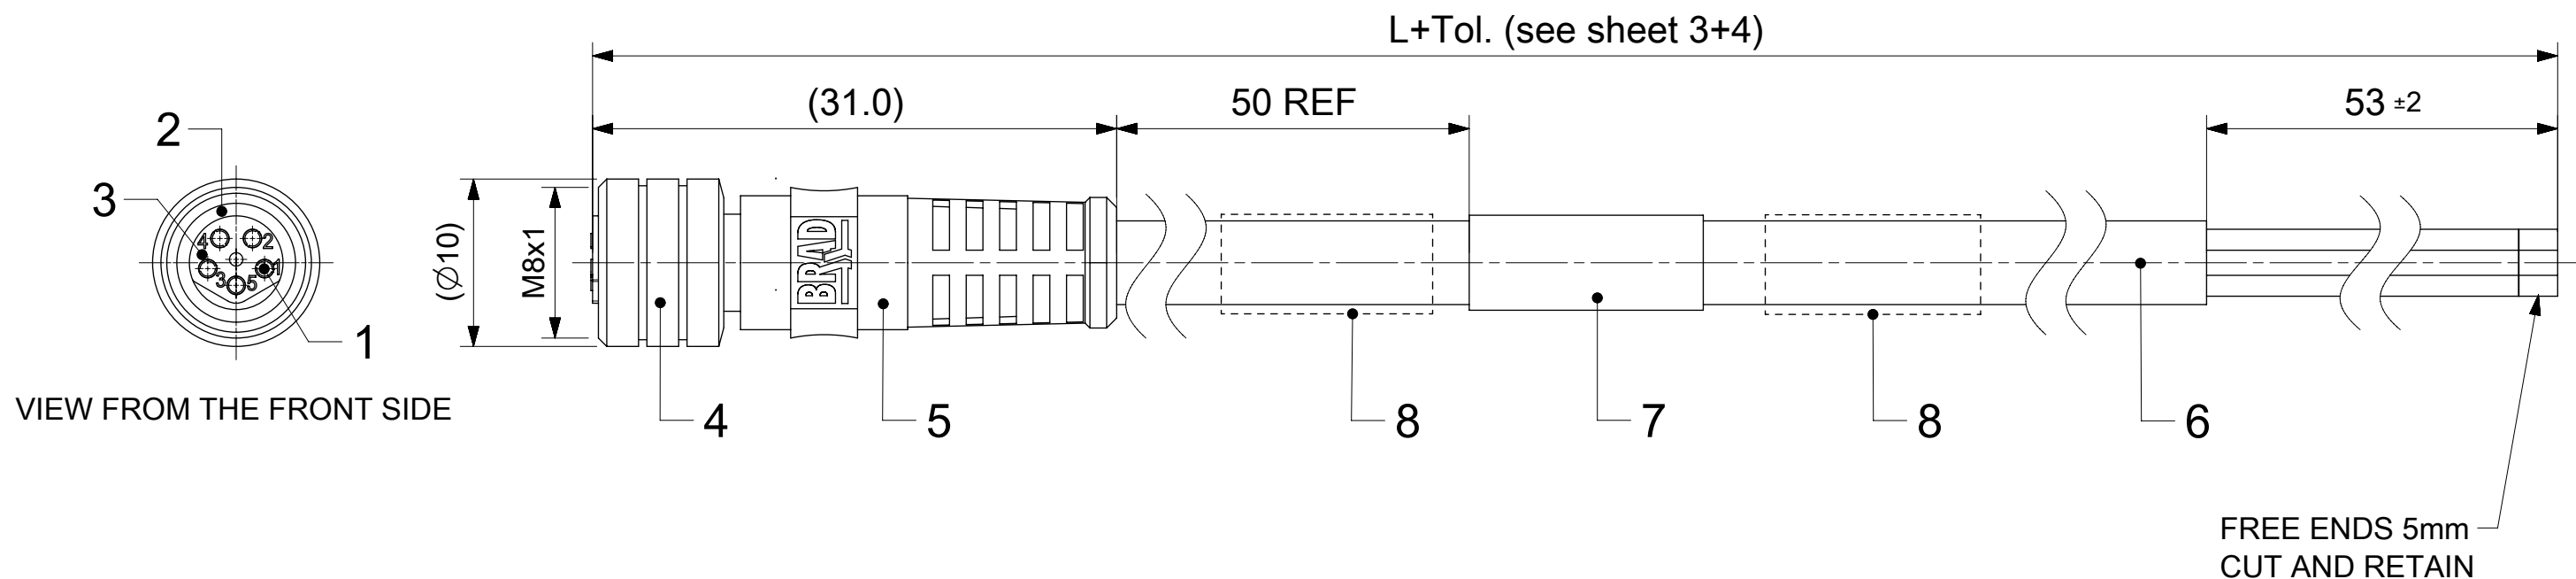 L+Tol. (see sheet 3+4)
(31.0)
50 REF
53 ±2
2
3
4
2
1
3
5
1
(∅10)
M8x1
BRAD
VIEW FROM THE FRONT SIDE
4
5
8
7
8
6
FREE ENDS 5mm
CUT AND RETAIN